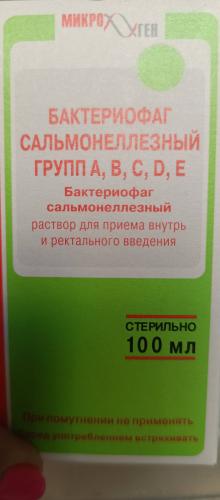 МИКРОГЕН
БАКТЕРИОФАГ
САЛЬМОНЕЛЛЕЗНЫЙ
ГРУПП A, B, C, D, E
Бактериофаг
сальмонеллезный
раствор для приема внутрь
и ректального введения
СТЕРИЛЬНО
100 мл
При помутнении не применять
Перед употреблением встряхивать